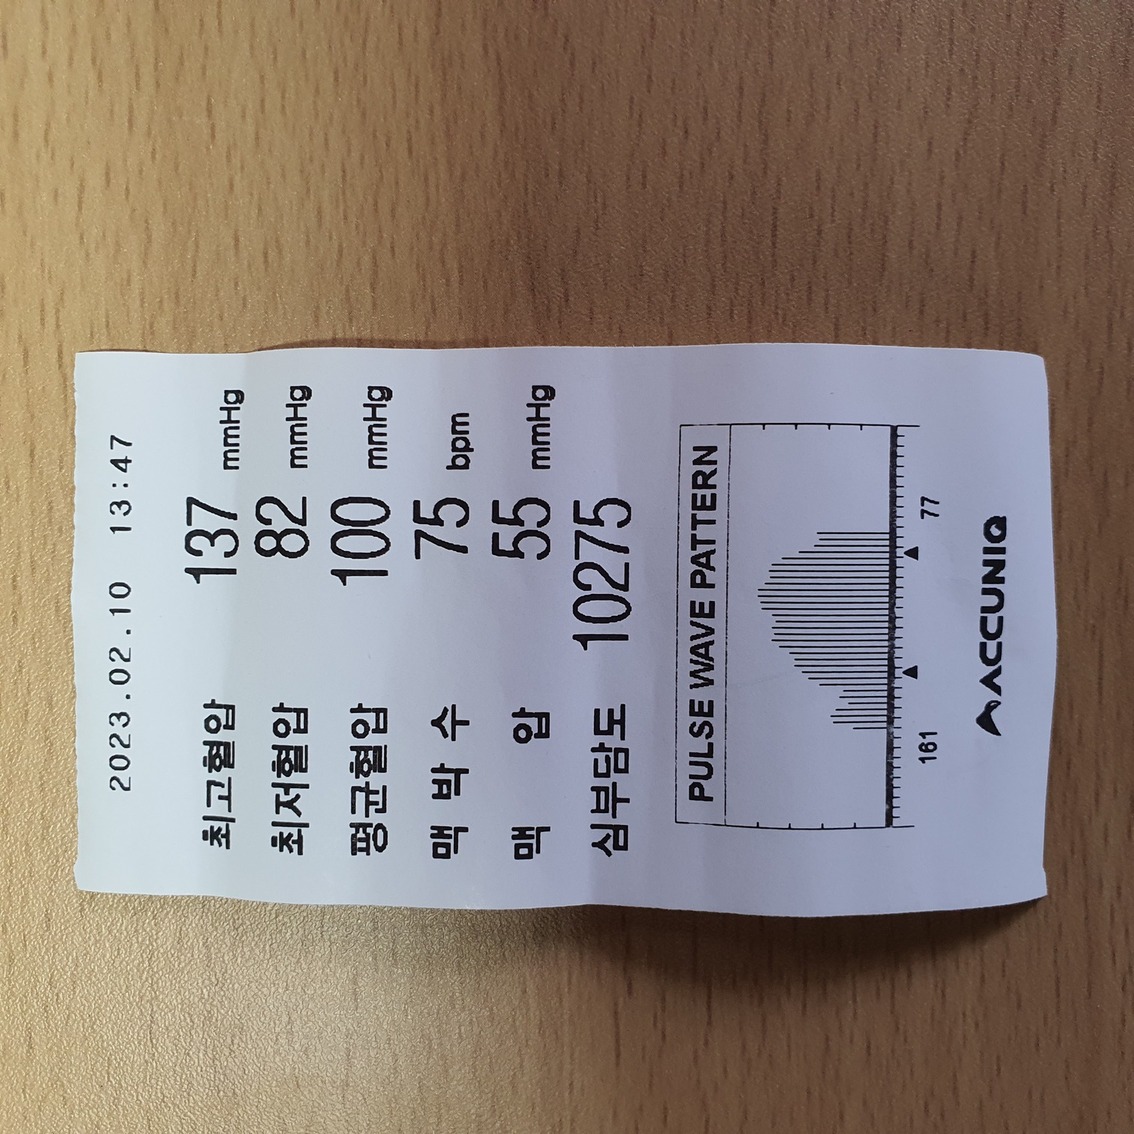 2023.02.10 13:47
최고혈압 137 mmHg
최저혈압 82 mmHg
평균혈압 100 mmHg
맥 박 수 75 bpm
맥 압 55 mmHg
심부담도 10275
PULSE WAVE PATTERN
161 77
ACCUNIQ